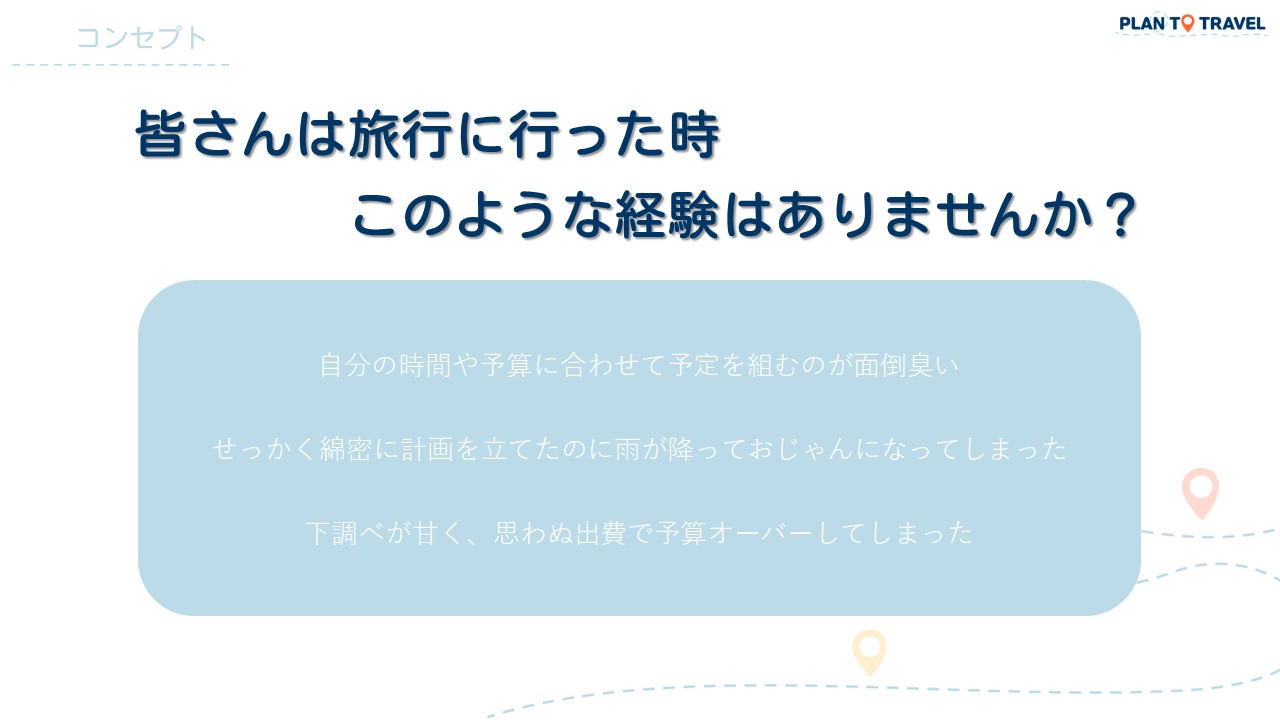 コンセプト
PLAN TO TRAVEL
皆さんは旅行に行った時
このような経験はありませんか？
自分の時間や予算に合わせて予定を組むのが面倒臭い
せっかく綿密に計画を立てたのに雨が降っておじゃんになってしまった
下調べが甘く、思わぬ出費で予算オーバーしてしまった